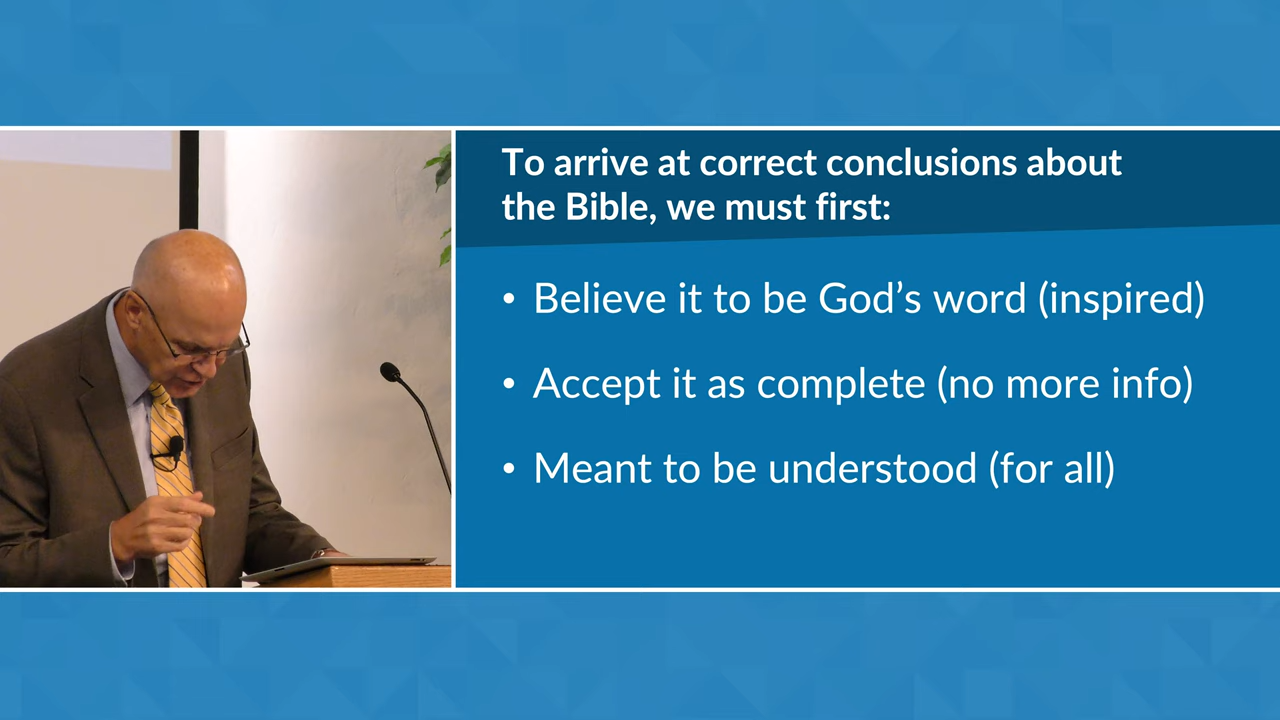 To arrive at correct conclusions about
the Bible, we must first:
• Believe it to be God’s word (inspired)
• Accept it as complete (no more info)
• Meant to be understood (for all)